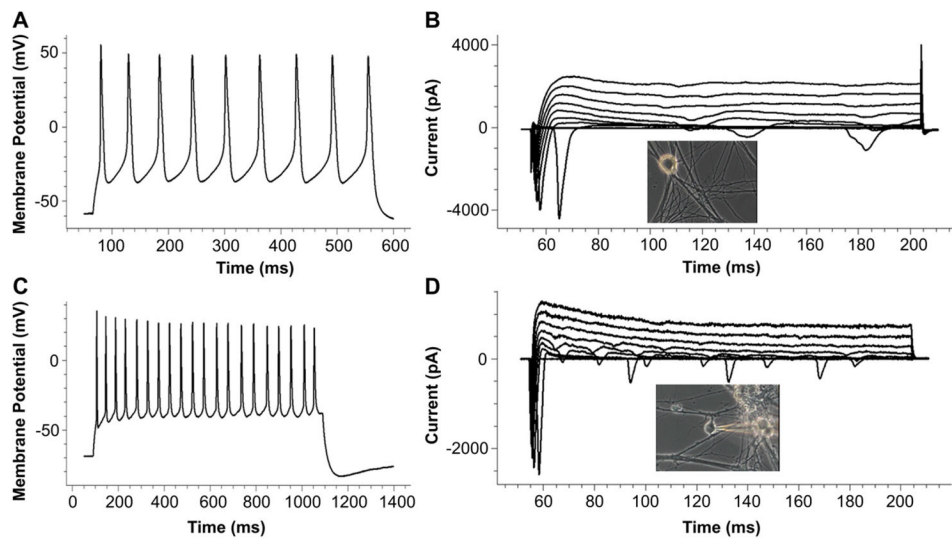 A
Membrane Potential (mV)
50
0
-50
100 200 300 400 500 600
Time (ms)
B
Current (pA)
4000
0
-4000
60 80 100 120 140 160 180 200
Time (ms)
C
Membrane Potential (mV)
0
-50
0 200 400 600 800 1000 1200 1400
Time (ms)
D
Current (pA)
0
-2000
60 80 100 120 140 160 180 200
Time (ms)